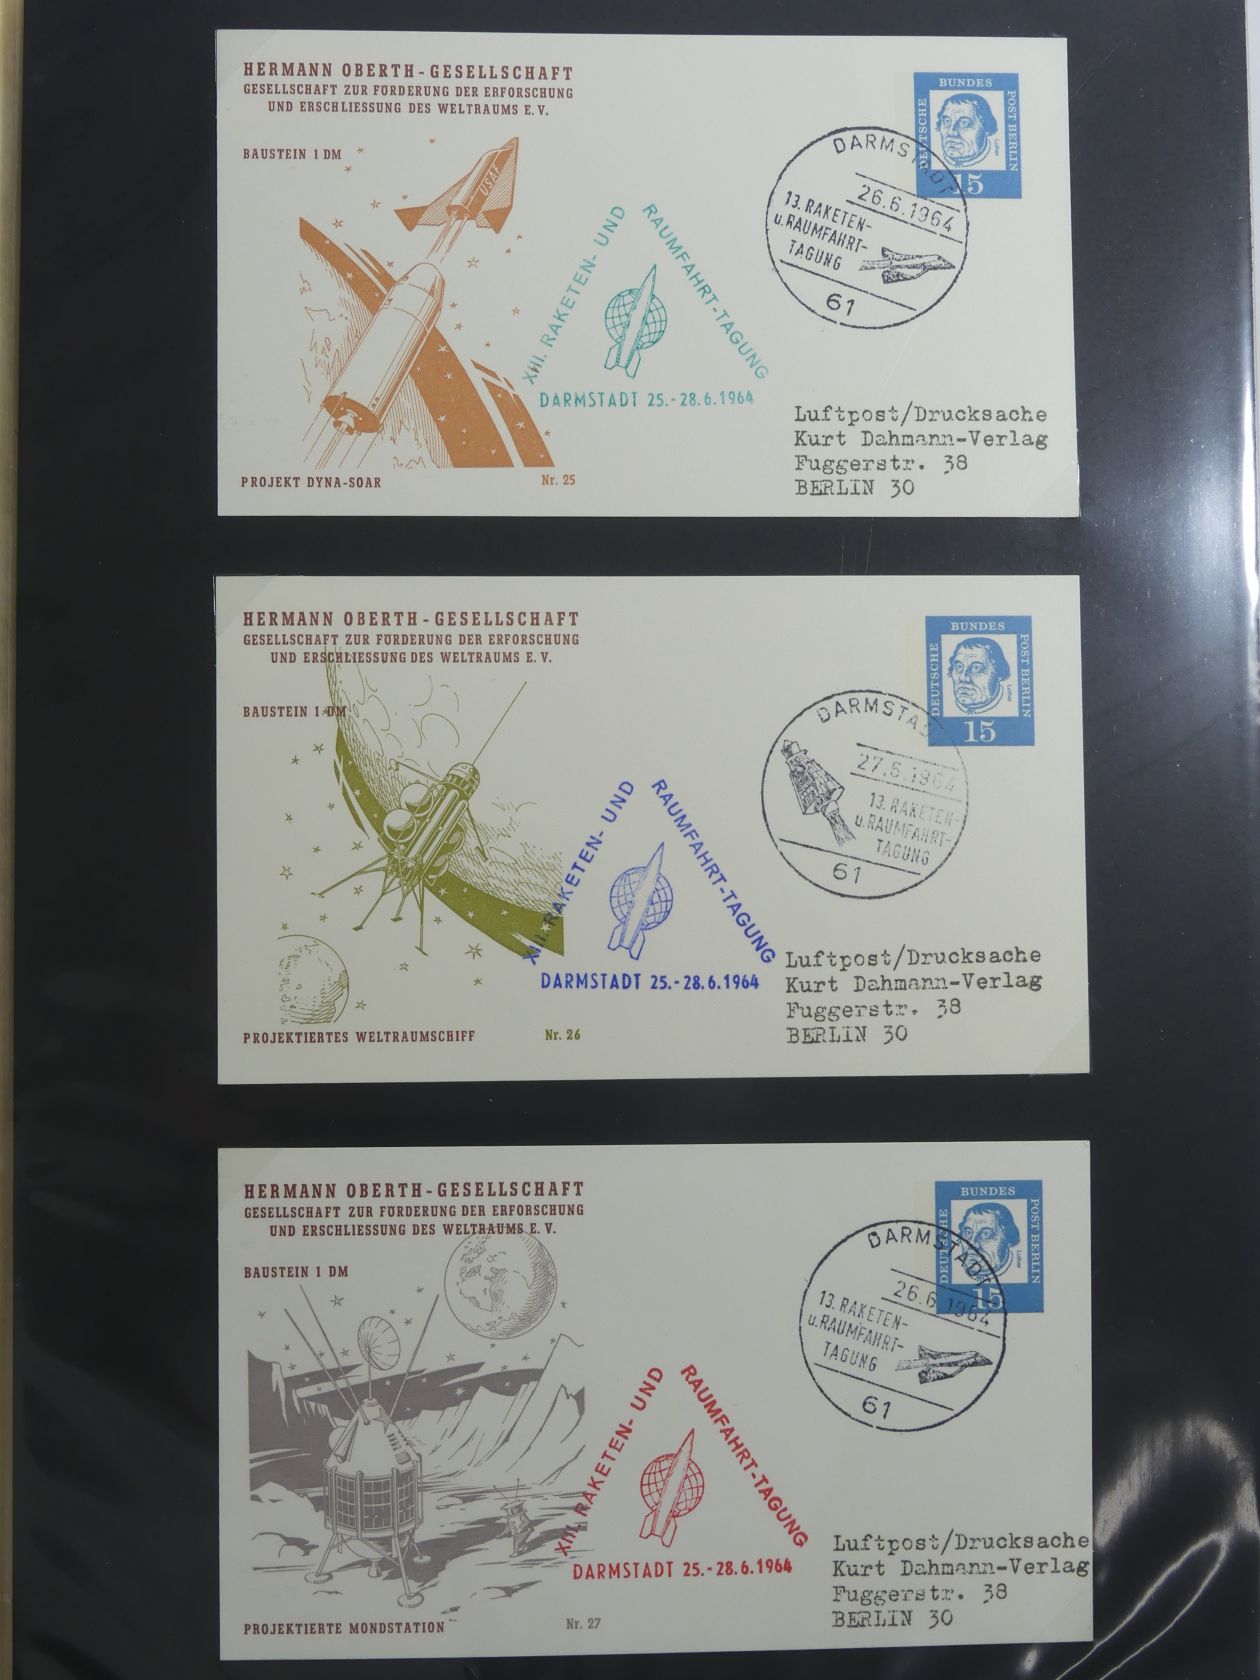 HERMANN OBERTH-GESELLSCHAFT
GESELLSCHAFT ZUR FÖRDERUNG DER ERFORSCHUNG
UND ERSCHLIESSUNG DES WELTRAUMS E. V.
BAUSTEIN 1 DM
USAF
PROJEKT DYNA-SOAR
Nr. 25
XIII. RAKETEN- UND
RAUMFAHRT-TAGUNG
DARMSTADT 25.-28.6.1964
DEUTSCHE
BUNDES
POST BERLIN
Luther
15
DARMSTADT
26.6.1964
13. RAKETEN-
u. RAUMFAHRT-
TAGUNG
61
Luftpost/Drucksache
Kurt Dahmann-Verlag
Fuggerstr. 38
BERLIN 30
HERMANN OBERTH-GESELLSCHAFT
GESELLSCHAFT ZUR FÖRDERUNG DER ERFORSCHUNG
UND ERSCHLIESSUNG DES WELTRAUMS E. V.
BAUSTEIN 1 DM
PROJEKTIERTES WELTRAUMSCHIFF
Nr. 26
XIII. RAKETEN- UND
RAUMFAHRT-TAGUNG
DARMSTADT 25.-28.6.1964
DEUTSCHE
BUNDES
POST BERLIN
Luther
15
DARMSTAD
27.6.1964
13. RAKETEN-
u. RAUMFAHRT-
TAGUNG
61
Luftpost/Drucksache
Kurt Dahmann-Verlag
Fuggerstr. 38
BERLIN 30
HERMANN OBERTH-GESELLSCHAFT
GESELLSCHAFT ZUR FÖRDERUNG DER ERFORSCHUNG
UND ERSCHLIESSUNG DES WELTRAUMS E. V.
BAUSTEIN 1 DM
PROJEKTIERTE MONDSTATION
Nr. 27
XIII. RAKETEN- UND
RAUMFAHRT-TAGUNG
DARMSTADT 25.-28.6.1964
DEUTSCHE
BUNDES
POST BERLIN
Luther
15
DARMSTADT
26.6.1964
13. RAKETEN-
u. RAUMFAHRT-
TAGUNG
61
Luftpost/Drucksache
Kurt Dahmann-Verlag
Fuggerstr. 38
BERLIN 30